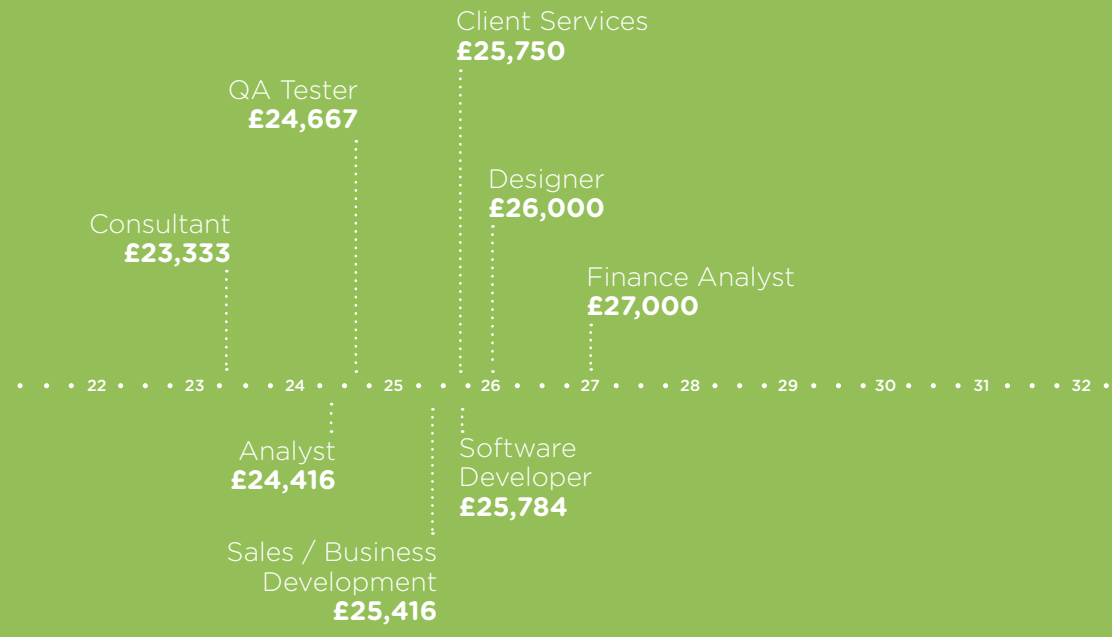 Client Services
£25,750
QA Tester
£24,667
Designer
£26,000
Consultant
£23,333
Finance Analyst
£27,000
22 23 24 25 26 27 28 29 30 31 32
Analyst
£24,416
Software
Developer
£25,784
Sales / Business
Development
£25,416